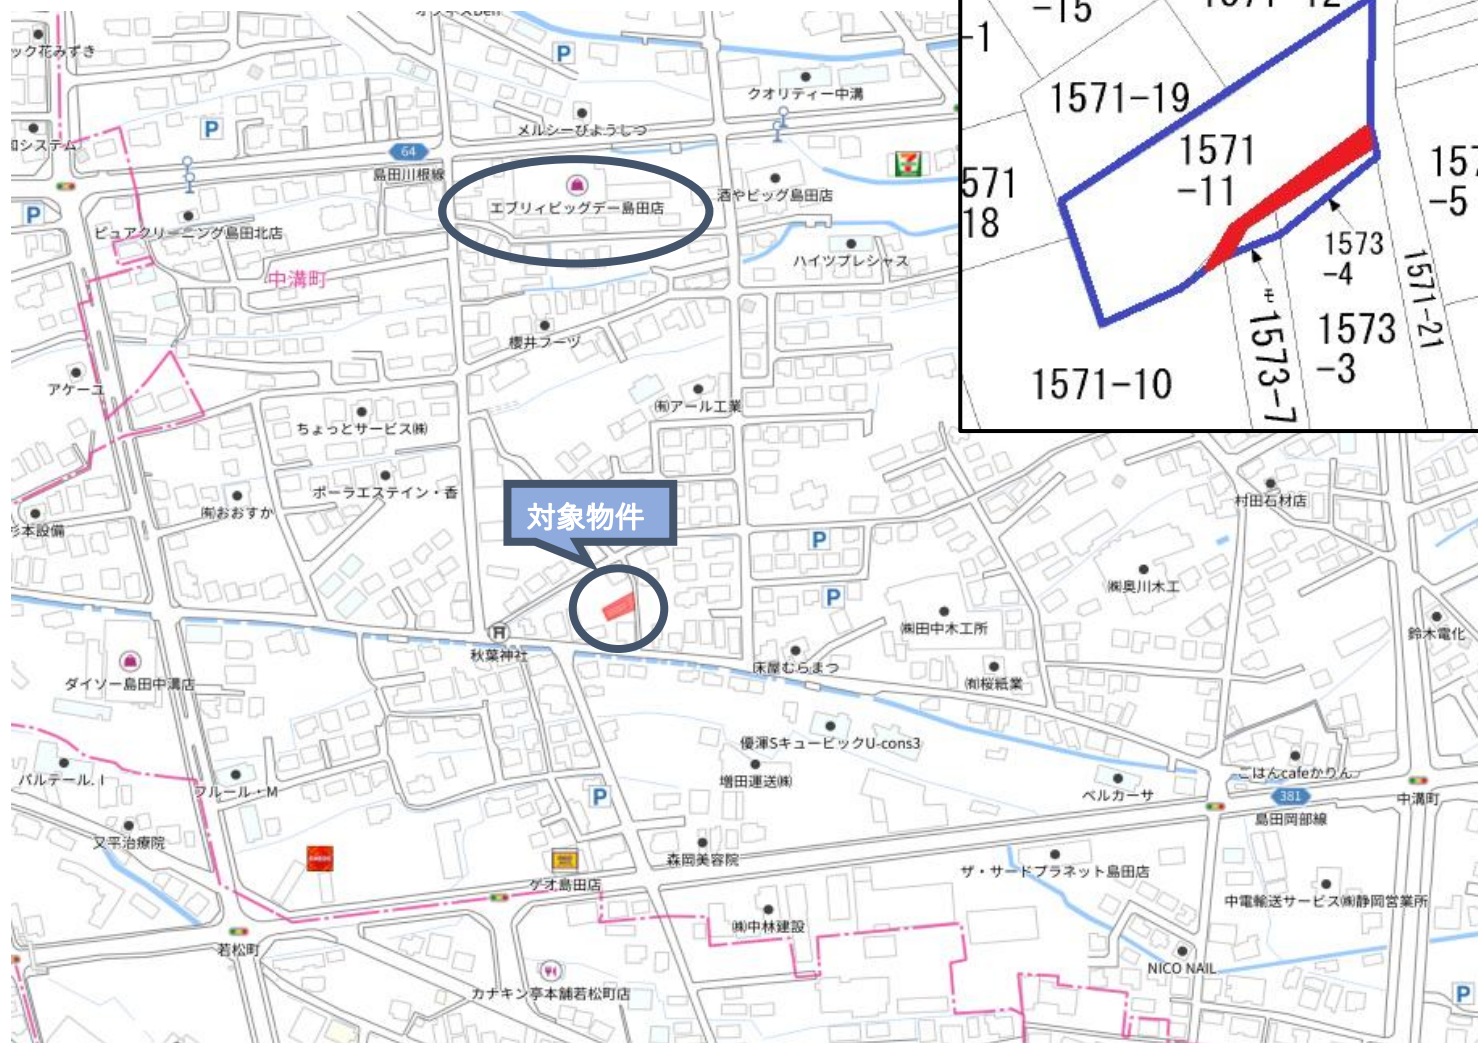 -15
-1
1571-19
1571
-11
571
18
157
-5
1573
-4
モ
1573-7
1573
-3
1571-21
1571-10
ック花みずき
P
クオリティー中溝
メルシーびようしつ
P
システム
64
島田川根線
エブリィビッグデー島田店
酒やビッグ島田店
P
ピュアクリーニング島田北店
ハイツプレシャス
中溝町
櫻井フーヅ
アケーユ
㈲アール工業
ちょっとサービス㈱
ポーラエステイン・香
㈲おおすか
杉本設備
対象物件
村田石材店
P
㈱奥川木工
P
㈱田中木工所
鈴木電化
秋葉神社
床屋むらまつ
㈲桜紙業
ダイソー島田中溝店
優渾SキュービックU-cons3
増田運送㈱
パルテール.I
フルール・M
ごはんcafeかりん
ベルカーサ
381
中溝町
島田岡部線
P
又平治療院
森岡美容院
ザ・サードプラネット島田店
ゲオ島田店
中電輸送サービス㈱静岡営業所
㈱中林建設
若松町
NICO NAIL
カナキン亭本舗若松町店
P